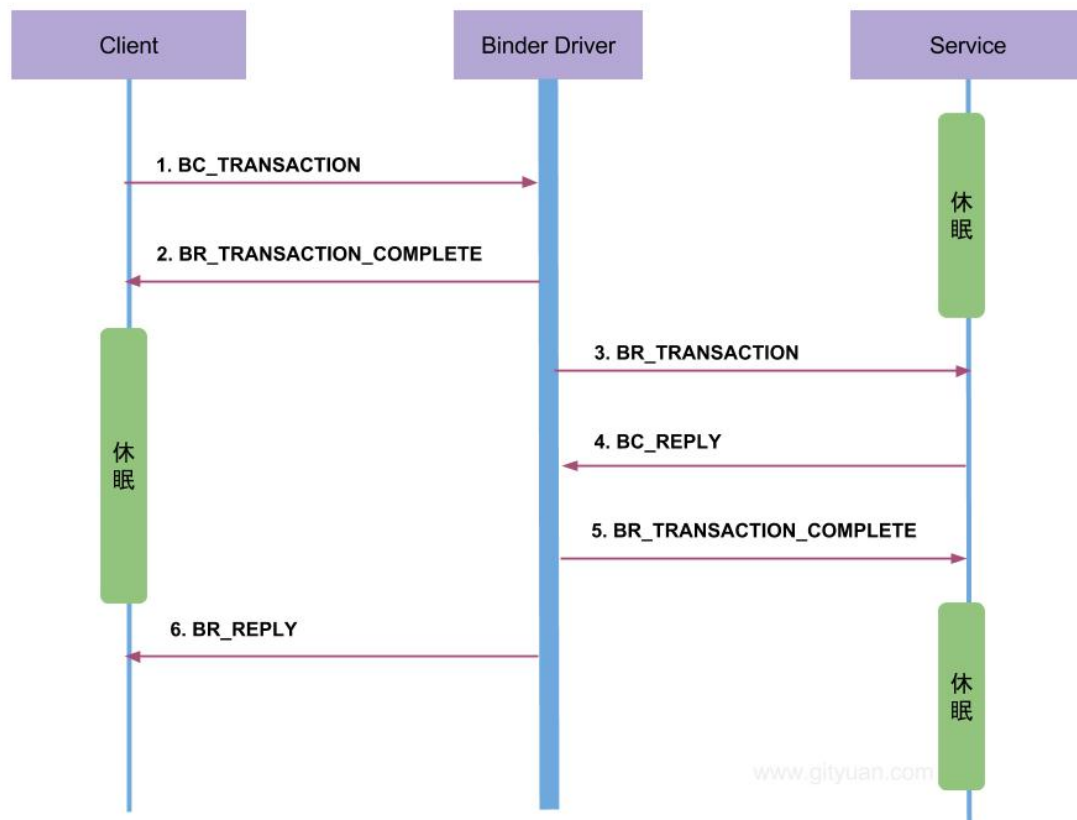 Client
Binder Driver
Service
1. BC_TRANSACTION
休
眠
2. BR_TRANSACTION_COMPLETE
3. BR_TRANSACTION
休
眠
4. BC_REPLY
5. BR_TRANSACTION_COMPLETE
6. BR_REPLY
休
眠
www.gityuan.com